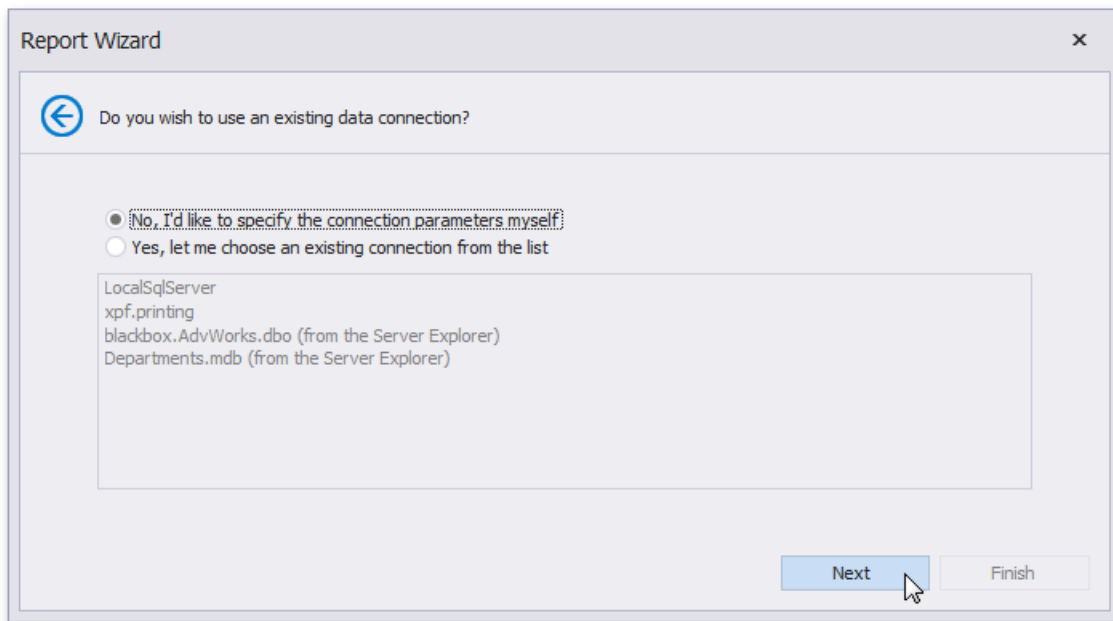 Report Wizard
Do you wish to use an existing data connection?
No, I'd like to specify the connection parameters myself
Yes, let me choose an existing connection from the list
LocalSqlServer
xpf.printing
blackbox.AdvWorks.dbo (from the Server Explorer)
Departments.mdb (from the Server Explorer)
Next
Finish